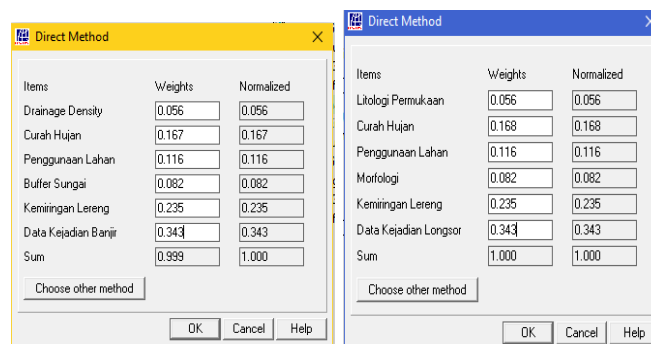 Direct Method
Items Weights Normalized
Drainage Density 0.056 0.056
Curah Hujan 0.167 0.167
Penggunaan Lahan 0.116 0.116
Buffer Sungai 0.082 0.082
Kemiringan Lereng 0.235 0.235
Data Kejadian Banjir 0.343 0.343
Sum 0.999 1.000
Choose other method
OK Cancel Help
Direct Method
Items Weights Normalized
Litologi Permukaan 0.056 0.056
Curah Hujan 0.168 0.168
Penggunaan Lahan 0.116 0.116
Morfologi 0.082 0.082
Kemiringan Lereng 0.235 0.235
Data Kejadian Longsor 0.343 0.343
Sum 1.000 1.000
Choose other method
OK Cancel Help